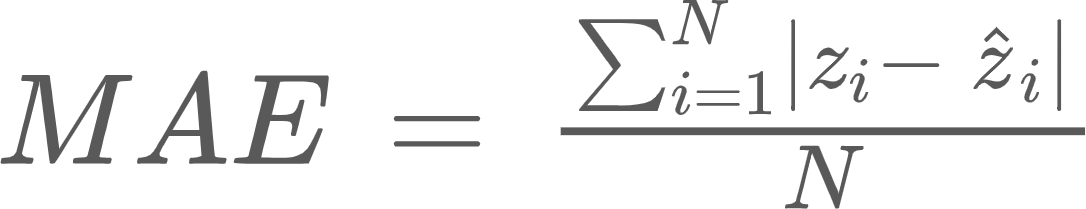 MAE = \frac{\sum_{i=1}^{N} |z_i - \hat{z}_i|}{N}